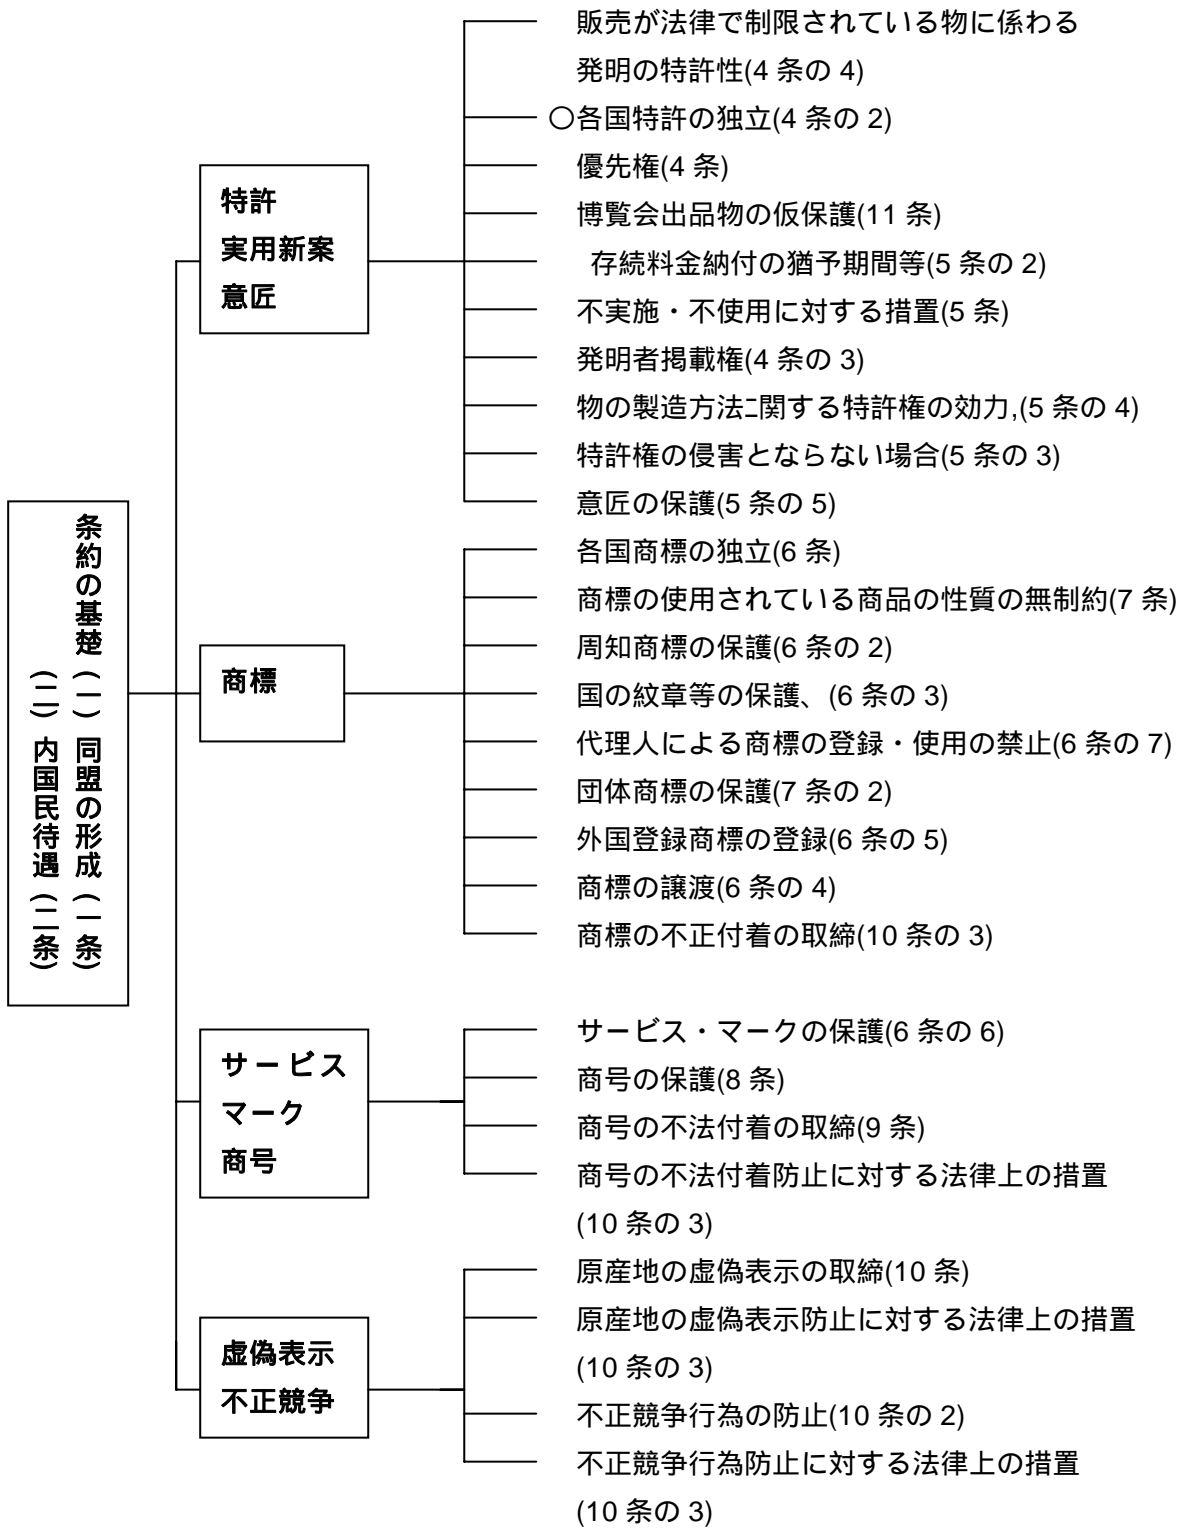 条約の基楚(一)同盟の形成(一条)
(二)内国民待遇(二条)
特許
実用新案
意匠
販売が法律で制限されている物に係わる
発明の特許性(4 条の 4)
〇各国特許の独立(4 条の 2)
優先権(4 条)
博覧会出品物の仮保護(11 条)
存続料金納付の猶予期間等(5 条の 2)
不実施・不使用に対する措置(5 条)
発明者掲載権(4 条の 3)
物の製造方法ﾆ関する特許権の効力,(5 条の 4)
特許権の侵害とならない場合(5 条の 3)
意匠の保護(5 条の 5)
商標
各国商標の独立(6 条)
商標の使用されている商品の性質の無制約(7 条)
周知商標の保護(6 条の 2)
国の紋章等の保護、(6 条の 3)
代理人による商標の登録・使用の禁止(6 条の 7)
団体商標の保護(7 条の 2)
外国登録商標の登録(6 条の 5)
商標の譲渡(6 条の 4)
商標の不正付着の取締(10 条の 3)
サービス
マーク
商号
サービス・マークの保護(6 条の 6)
商号の保護(8 条)
商号の不法付着の取締(9 条)
商号の不法付着防止に対する法律上の措置
(10 条の 3)
虚偽表示
不正競争
原産地の虚偽表示の取締(10 条)
原産地の虚偽表示防止に対する法律上の措置
(10 条の 3)
不正競争行為の防止(10 条の 2)
不正競争行為防止に対する法律上の措置
(10 条の 3)